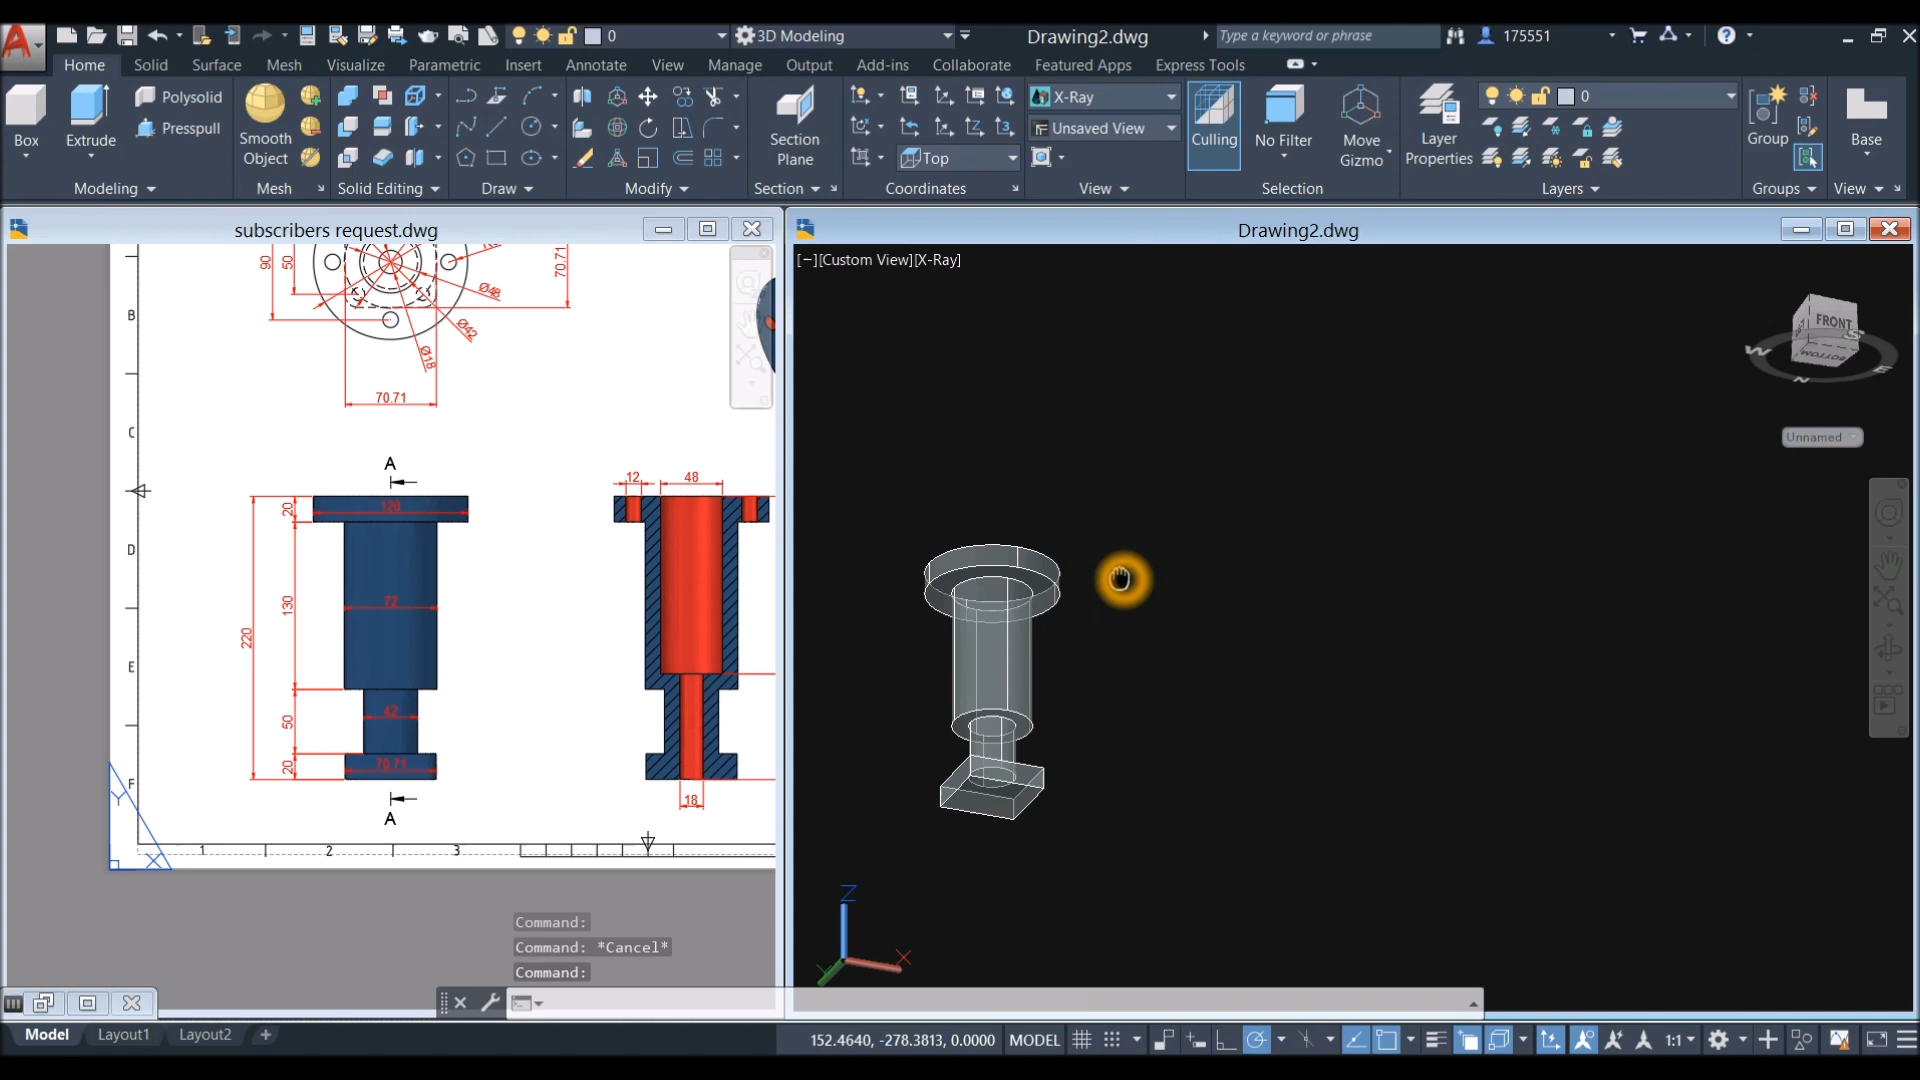 0
3D Modeling
Drawing2.dwg
Type a keyword or phrase
175551
Home
Solid
Surface
Mesh
Visualize
Parametric
Insert
Annotate
View
Manage
Output
Add-ins
Collaborate
Featured Apps
Express Tools
Box
Extrude
Polysolid
Presspull
Smooth
Object
Section
Plane
X-Ray
Unsaved View
Top
Culling
No Filter
Move
Gizmo
Layer
Properties
0
Group
Base
Modeling
Mesh
Solid Editing
Draw
Modify
Section
Coordinates
View
Selection
Layers
Groups
View
subscribers request.dwg
Drawing2.dwg
[−][Custom View][X-Ray]
90
50
70.71
Ø48
Ø42
Ø18
70.71
B
C
D
E
F
A
20
120
130
72
220
50
42
20
70.71
A
12
48
18
1
2
3
Y
X
FRONT
BOTTOM
W
S
N
E
Unnamed
Z
X
Y
Command:
Command: *Cancel*
Command:
Model
Layout1
Layout2
152.4640, -278.3813, 0.0000
MODEL
1:1